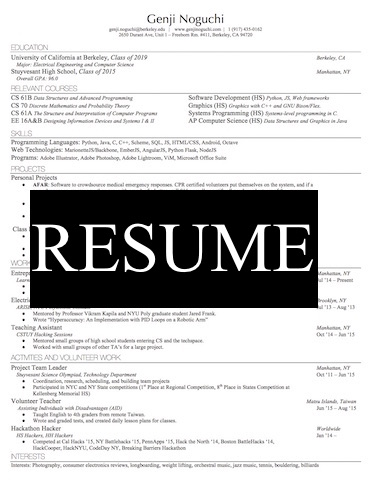 Genji Noguchi
genji.noguchi@berkeley.edu | www.genjinoguchi.com | 1 (917) 635-0182
2650 Durant Ave, Unit 1 – Freeborn Rm. #411, Berkeley, CA 94720
EDUCATION
University of California at Berkeley, Class of 2019 Berkeley, CA
Major: Electrical Engineering and Computer Science
Stuyvesant High School, Class of 2015 Manhattan, NY
Overall GPA: 96.0
RELEVANT COURSES
CS 61B Data Structures and Advanced Programming Software Development (HS) Python, JS, Web frameworks
CS 70 Discrete Mathematics and Probability Theory Graphics (HS) Graphics with C++ and GNU Bison/Flex.
CS 61A The Structure and Interpretation of Computer Programs Systems Programming (HS) Systems-level programming in C.
EE 16A&B Designing Information Devices and Systems I & II AP Computer Science (HS) Data Structures and Graphics in Java
SKILLS
Programming Languages: Python, Java, C, C++, Scheme, SQL, JS, HTML/CSS, Android, Octave
Web Technologies: MarionetteJS/Backbone, EmberJS, AngularJS, Python Flask, NodeJS
Programs: Adobe Illustrator, Adobe Photoshop, Adobe Lightroom, ViM, Microsoft Office Suite
PROJECTS
Personal Projects
• AFAR: Software to crowdsource medical emergency responses. CPR certified volunteers put themselves on the system, and if a
Class
RESUME
WORK
Entrepr Manhattan, NY
Jul '14 – Present
Electri Brooklyn, NY
Jul '13 – Aug '13
• Mentored by Professor Vikram Kapila and NYU Poly graduate student Jared Frank.
• Wrote "Hyperaccuracy: An Implementation with PID Loops on a Robotic Arm"
Teaching Assistant Manhattan, NY
CSTUY Hacking Sessions Oct '14 – Jun '15
• Mentored small groups of high school students entering CS and the techspace.
• Worked with small groups of other TA's for a large project.
ACTIVITIES AND VOLUNTEER WORK
Project Team Leader Manhattan, NY
Stuyvesant Science Olympiad, Technology Department Oct '11 – Jun '15
• Coordination, research, scheduling, and building team projects
• Participated in NYC and NY State competitions (1st Place at Regional Competition, 8th Place in States Competition at
Kellenberg Memorial HS)
Volunteer Teacher Matsu Islands, Taiwan
Assisting Individuals with Disadvantages (AID) Jun '15 – Aug '15
• Taught English to 4th graders from remote Taiwan.
• Wrote and graded tests, and created daily lesson plans for classes.
Hackathon Hacker Worldwide
HS Hackers, HH Hackers Jan '14 –
• Competed at Cal Hacks '15, NY Battlehacks '15, PennApps '15, Hack the North '14, Boston BattleHacks '14,
HackCooper, HackNYU, CodeDay NY, Breaking Barriers Hackathon
INTERESTS
Interests: Photography, consumer electronics reviews, longboarding, weight lifting, orchestral music, jazz music, tennis, bouldering, billiards